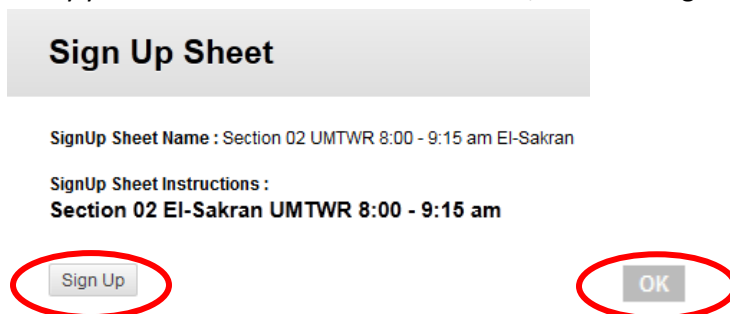 Sign Up Sheet
SignUp Sheet Name : Section 02 UMTWR 8:00 - 9:15 am El-Sakran
SignUp Sheet Instructions :
Section 02 El-Sakran UMTWR 8:00 - 9:15 am
Sign Up
OK